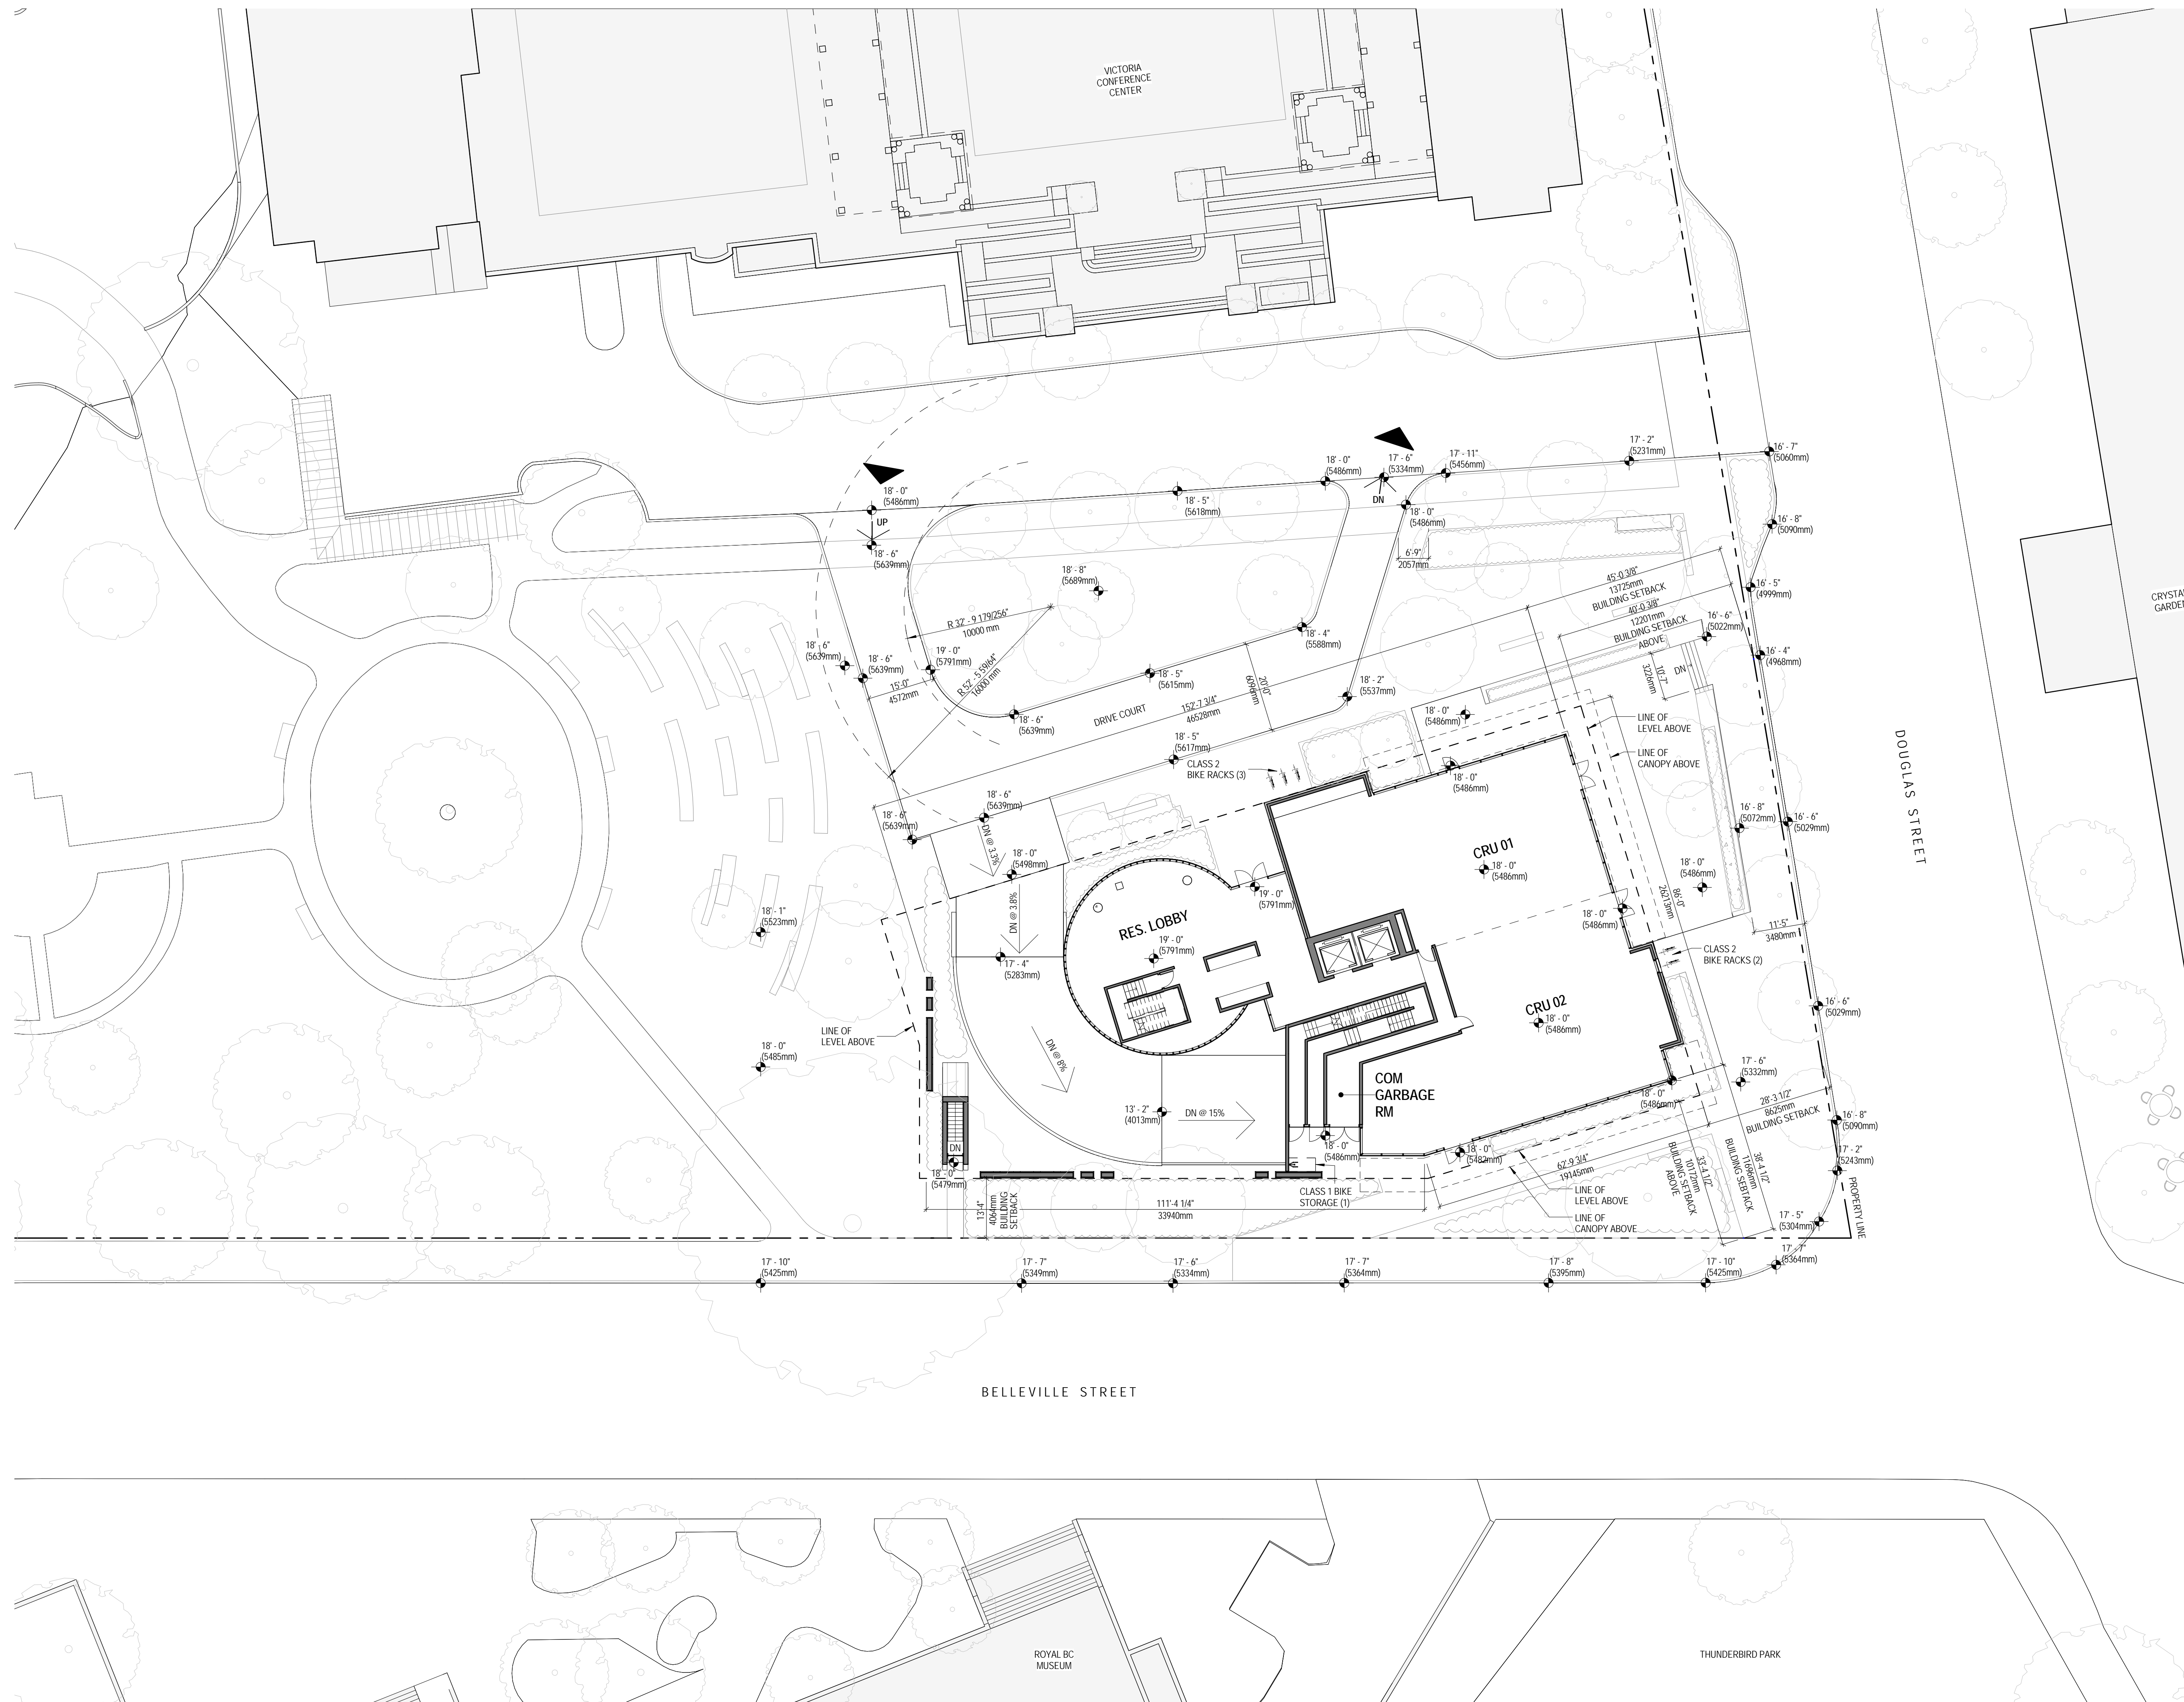 VICTORIA
CONFERENCE
CENTER
18' - 0"
(5486mm)
UP
18' - 6"
(5639mm)
18' - 5"
(5618mm)
18' - 0"
(5486mm)
17' - 6"
(5334mm)
DN
17' - 11"
(5456mm)
18' - 0"
(5486mm)
17' - 2"
(5231mm)
16' - 7"
(5060mm)
16' - 8"
(5090mm)
6'-9"
2057mm
18' - 8"
(5689mm)
R 32' - 9 179/256"
10000 mm
R 52' - 5 59/64"
16000 mm
45'-0 3/8"
13725mm
BUILDING SETBACK
40'-0 3/8"
12201mm
BUILDING SETBACK
ABOVE
16' - 5"
(4999mm)
16' - 6"
(5022mm)
16' - 4"
(4968mm)
CRYSTA
GARDE
18' - 6"
(5639mm)
18' - 6"
(5639mm)
19' - 0"
(5791mm)
15'-0"
4572mm
18' - 4"
(5588mm)
18' - 5"
(5615mm)
18' - 6"
(5639mm)
DRIVE COURT
152'-7 3/4"
46528mm
20'-0"
6096mm
18' - 2"
(5537mm)
18' - 0"
(5486mm)
DN
10'-7"
3226mm
LINE OF
LEVEL ABOVE
LINE OF
CANOPY ABOVE
18' - 5"
(5617mm)
CLASS 2
BIKE RACKS (3)
18' - 0"
(5486mm)
DOUGLAS STREET
18' - 6"
(5639mm)
18' - 6"
(5639mm)
DN @ 3.3%
18' - 0"
(5498mm)
DN @ 3.8%
CRU 01
18' - 0"
(5486mm)
16' - 8"
(5072mm)
16' - 6"
(5029mm)
18' - 0"
(5486mm)
86'-0"
26213mm
19' - 0"
(5791mm)
RES. LOBBY
19' - 0"
(5791mm)
18' - 0"
(5486mm)
11'-5"
3480mm
CLASS 2
BIKE RACKS (2)
18' - 1"
(5523mm)
17' - 4"
(5283mm)
CRU 02
18' - 0"
(5486mm)
16' - 6"
(5029mm)
LINE OF
LEVEL ABOVE
18' - 0"
(5485mm)
DN @ 8%
COM
GARBAGE
RM
17' - 6"
(5332mm)
18' - 0"
(5486mm)
28'-3 1/2"
8625mm
BUILDING SETBACK
16' - 8"
(5090mm)
13' - 2"
(4013mm)
DN @ 15%
DN
18' - 0"
(5479mm)
18' - 0"
(5486mm)
18' - 0"
(5482mm)
62'-9 3/4"
19145mm
33'-4 1/2"
10172mm
BUILDING SETBACK
ABOVE
38'-4 1/2"
11696mm
BUILDING SEBTACK
17' - 2"
(5243mm)
PROPERTY LINE
CLASS 1 BIKE
STORAGE (1)
LINE OF
LEVEL ABOVE
LINE OF
CANOPY ABOVE
13'-4"
4064mm
BUILDING
SETBACK
111'-4 1/4"
33940mm
17' - 5"
(5304mm)
17' - 7"
(5364mm)
17' - 10"
(5425mm)
17' - 7"
(5349mm)
17' - 6"
(5334mm)
17' - 7"
(5364mm)
17' - 8"
(5395mm)
17' - 10"
(5425mm)
BELLEVILLE STREET
ROYAL BC
MUSEUM
THUNDERBIRD PARK